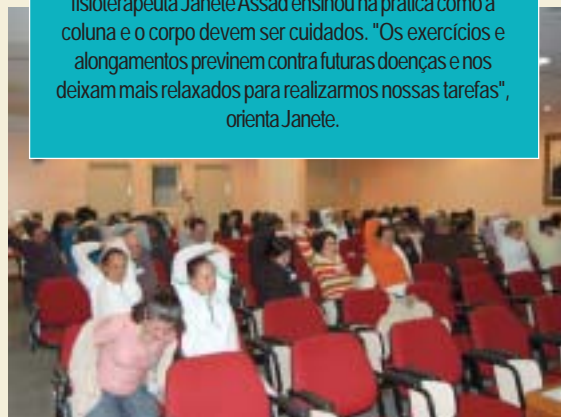 fisioterapeuta Janete Assad ensinou na prática como a
coluna e o corpo devem ser cuidados. "Os exercícios e
alongamentos previnem contra futuras doenças e nos
deixam mais relaxados para realizarmos nossas tarefas",
orienta Janete.